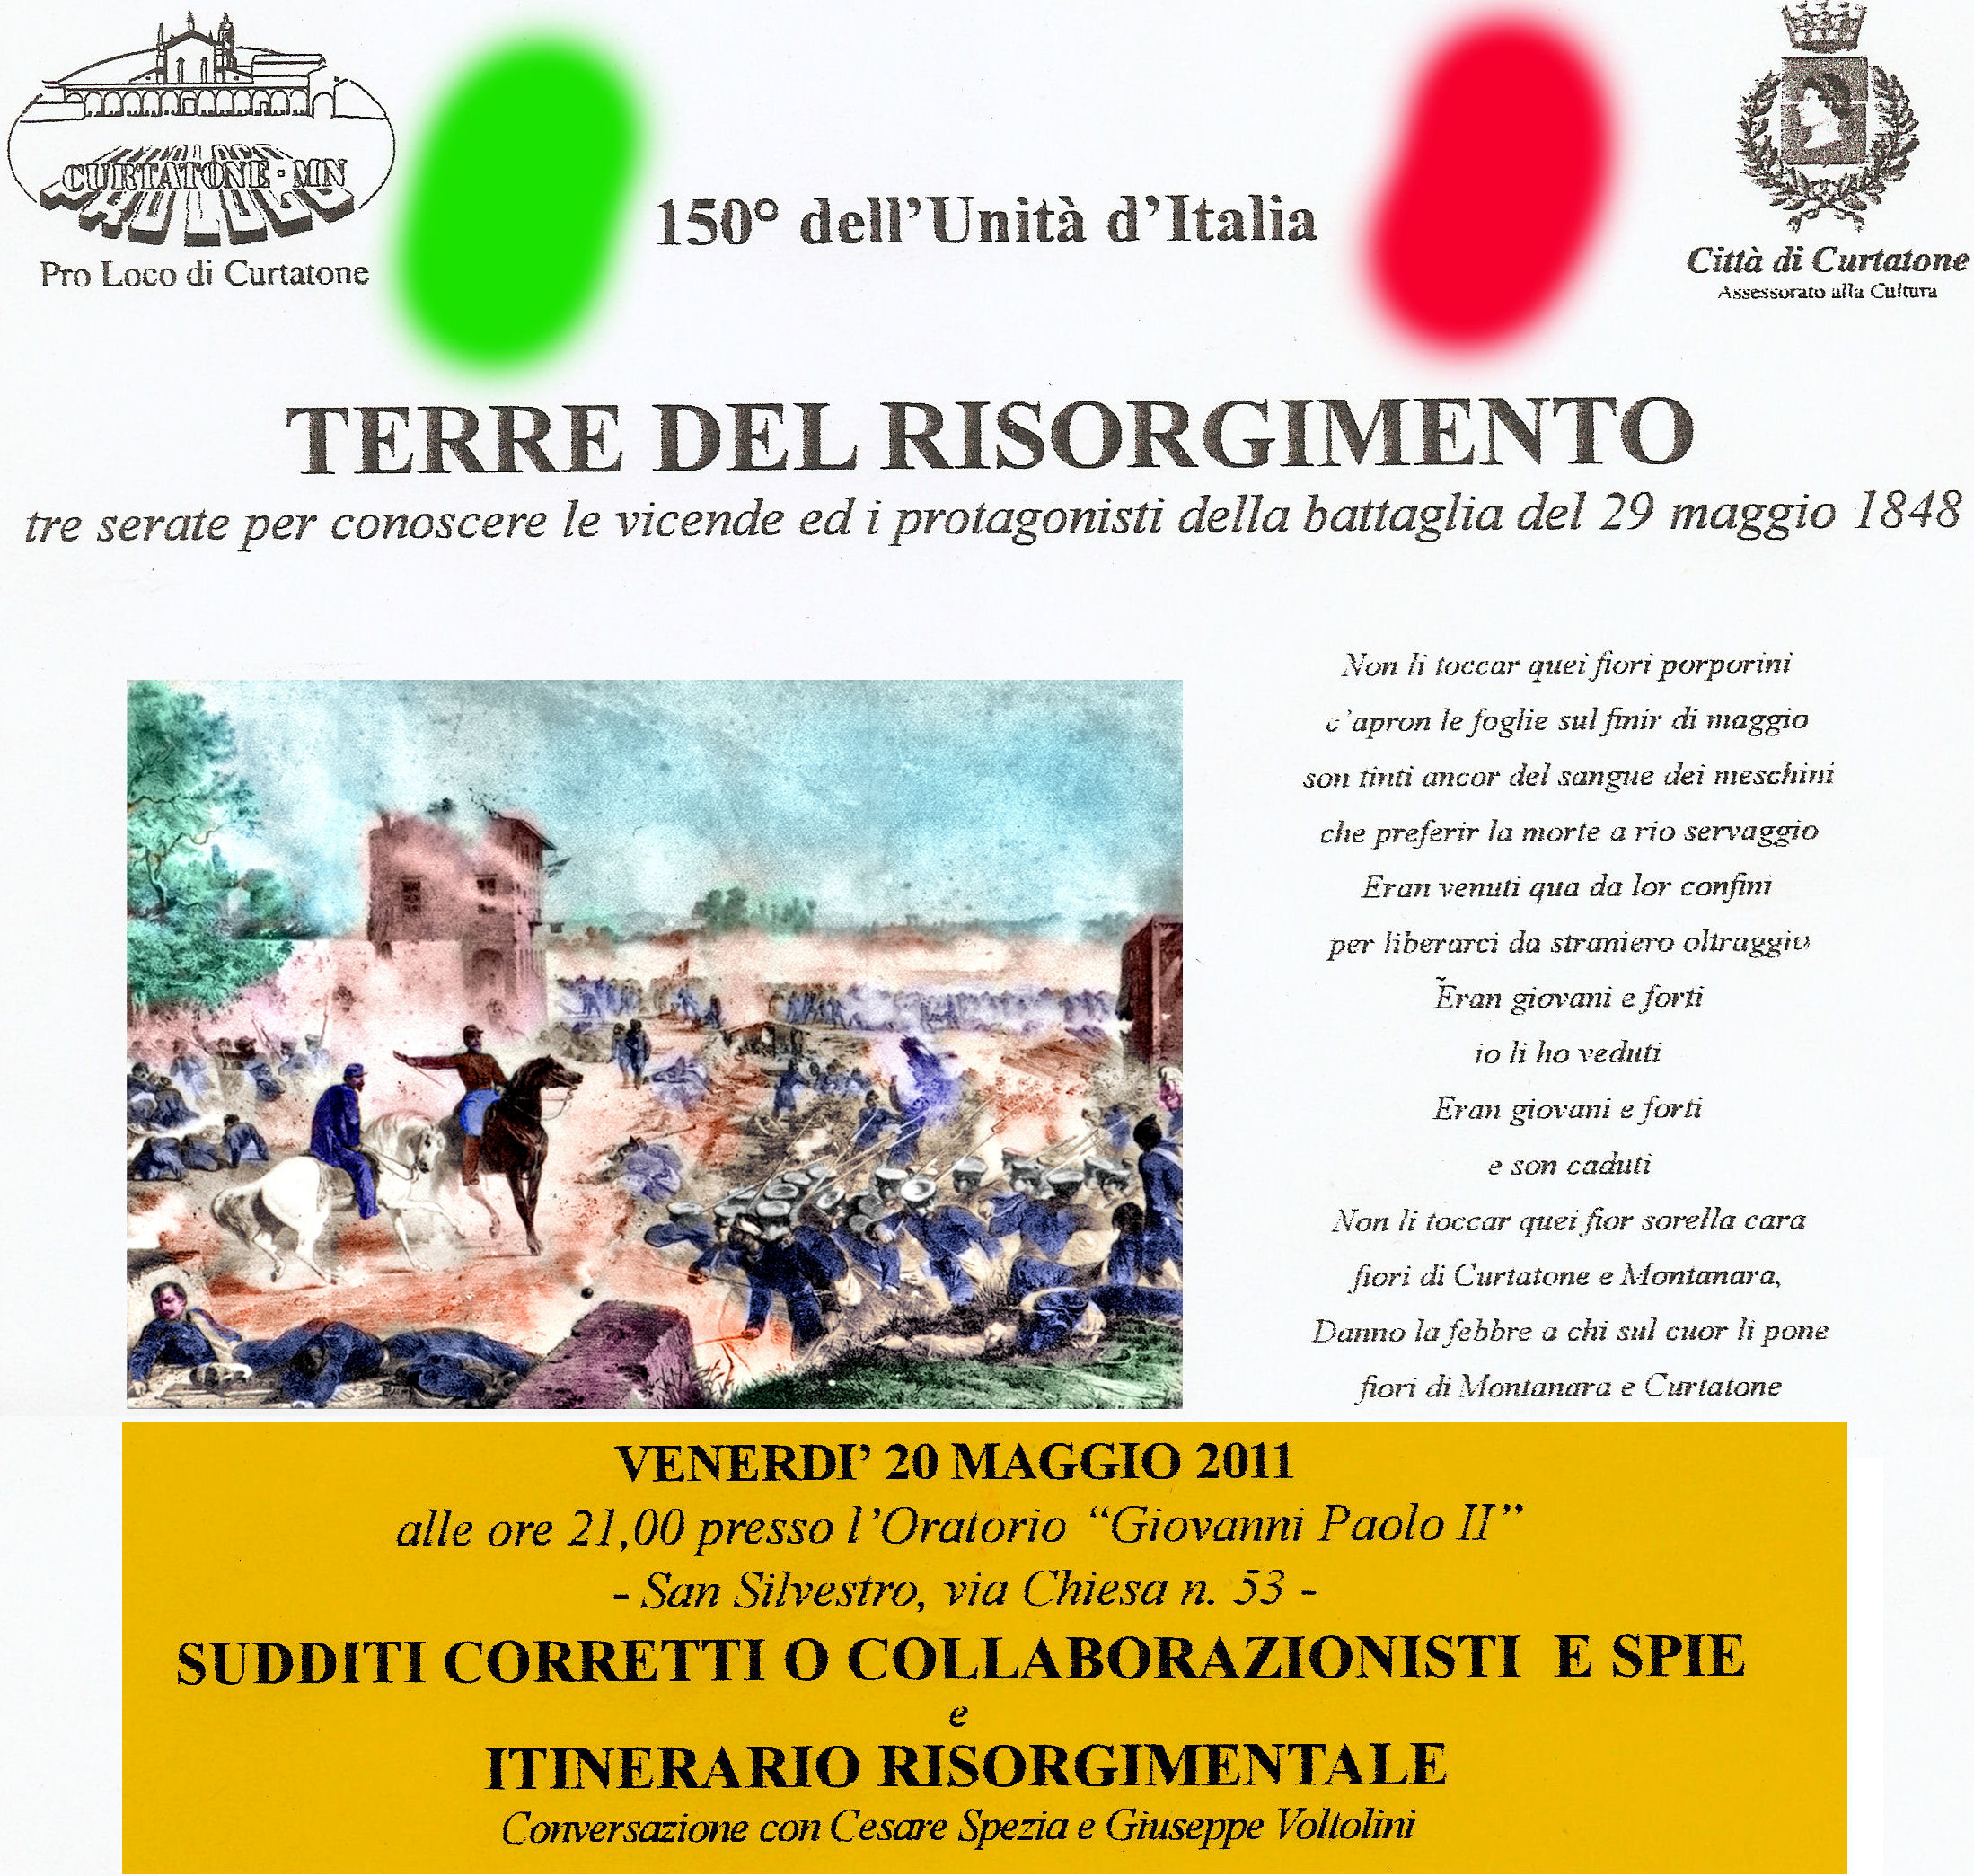 CURTATONE · MN
PRO LOCO
Pro Loco di Curtatone
150° dell'Unità d'Italia
Città di Curtatone
Assessorato alla Cultura
TERRE DEL RISORGIMENTO
tre serate per conoscere le vicende ed i protagonisti della battaglia del 29 maggio 1848
Non li toccar quei fiori porporini
c'apron le foglie sul finir di maggio
son tinti ancor del sangue dei meschini
che preferir la morte a rio servaggio
Eran venuti qua da lor confini
per liberarci da straniero oltraggio
Eran giovani e forti
io li ho veduti
Eran giovani e forti
e son caduti
Non li toccar quei fior sorella cara
fiori di Curtatone e Montanara,
Danno la febbre a chi sul cuor li pone
fiori di Montanara e Curtatone
VENERDI' 20 MAGGIO 2011
alle ore 21,00 presso l'Oratorio "Giovanni Paolo II"
- San Silvestro, via Chiesa n. 53 -
SUDDITI CORRETTI O COLLABORAZIONISTI E SPIE
e
ITINERARIO RISORGIMENTALE
Conversazione con Cesare Spezia e Giuseppe Voltolini